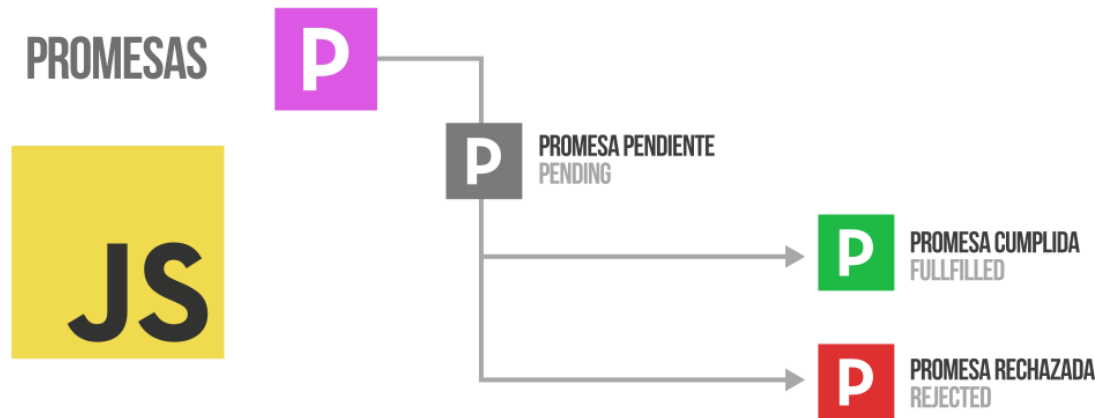 PROMESAS
P
P
PROMESA PENDIENTE
PENDING
JS
P
PROMESA CUMPLIDA
FULLFILLED
P
PROMESA RECHAZADA
REJECTED